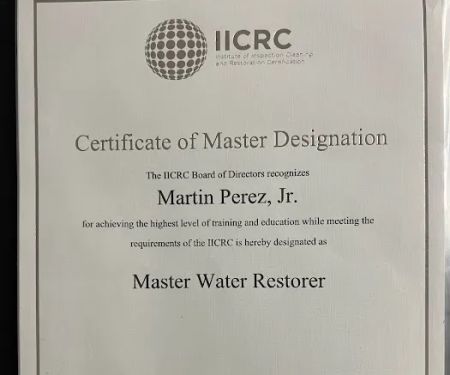 IICRC
Institute of Inspection Cleaning
and Restoration Certification
Certificate of Master Designation
The IICRC Board of Directors recognizes
Martin Perez, Jr.
for achieving the highest level of training and education while meeting the
requirements of the IICRC is hereby designated as
Master Water Restorer